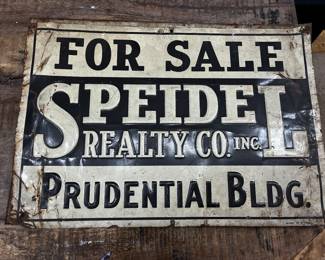 FOR SALE
SPEIDEL
REALTY CO. INC.
PRUDENTIAL BLDG.